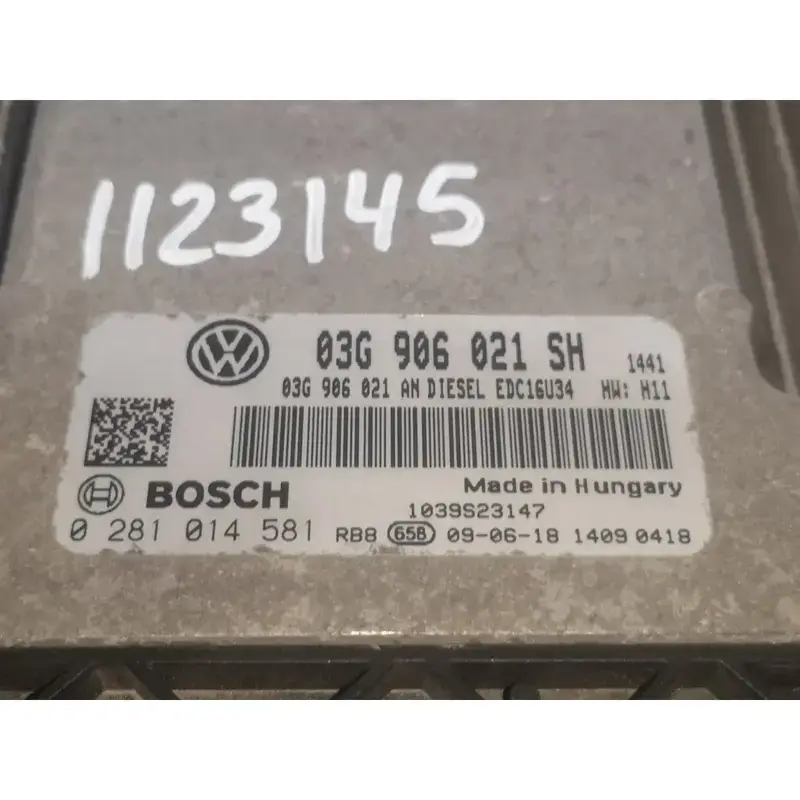 1123145
VW 03G 906 021 SH 1441
03G 906 021 AN DIESEL EDC16U34 HW: H11
BOSCH Made in Hungary
1039S23147
0 281 014 581 RB8 658 09-06-18 1409 0418